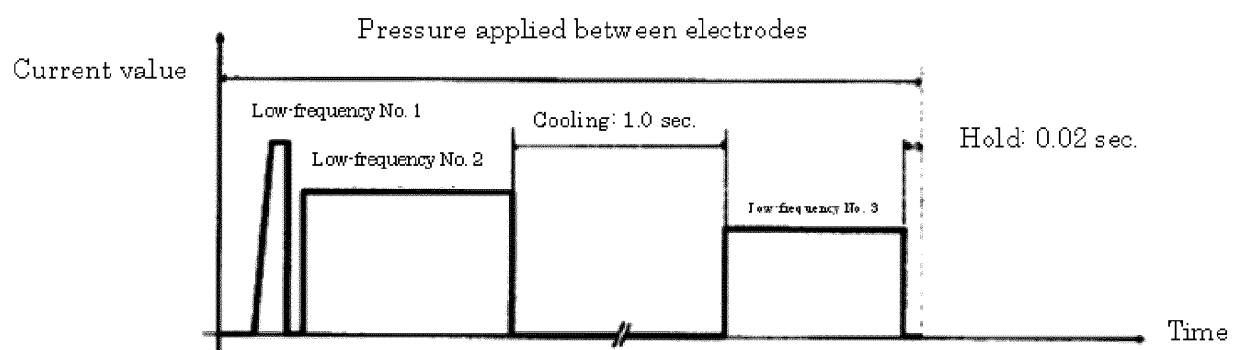 Pressure applied between electrodes
Current value
Low-frequency No. 1
Cooling: 1.0 sec.
Hold: 0.02 sec.
Low-frequency No. 2
Low-frequency No. 3
Time